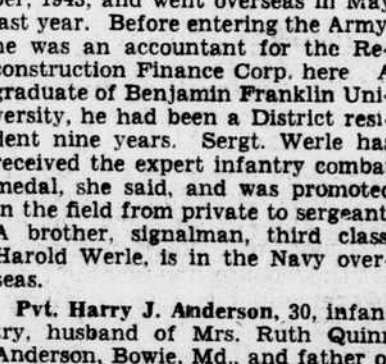 ber, 1943, and went overseas in May
last year. Before entering the Army
he was an accountant for the Re-
construction Finance Corp. here A
graduate of Benjamin Franklin Uni-
versity, he had been a District resi-
dent nine years. Sergt. Werle has
received the expert infantry combat
medal, she said, and was promoted
in the field from private to sergeant
A brother, signalman, third class
Harold Werle, is in the Navy over-
seas.
Pvt. Harry J. Anderson, 30, infan-
try, husband of Mrs. Ruth Quinn
Anderson, Bowie, Md., and father of